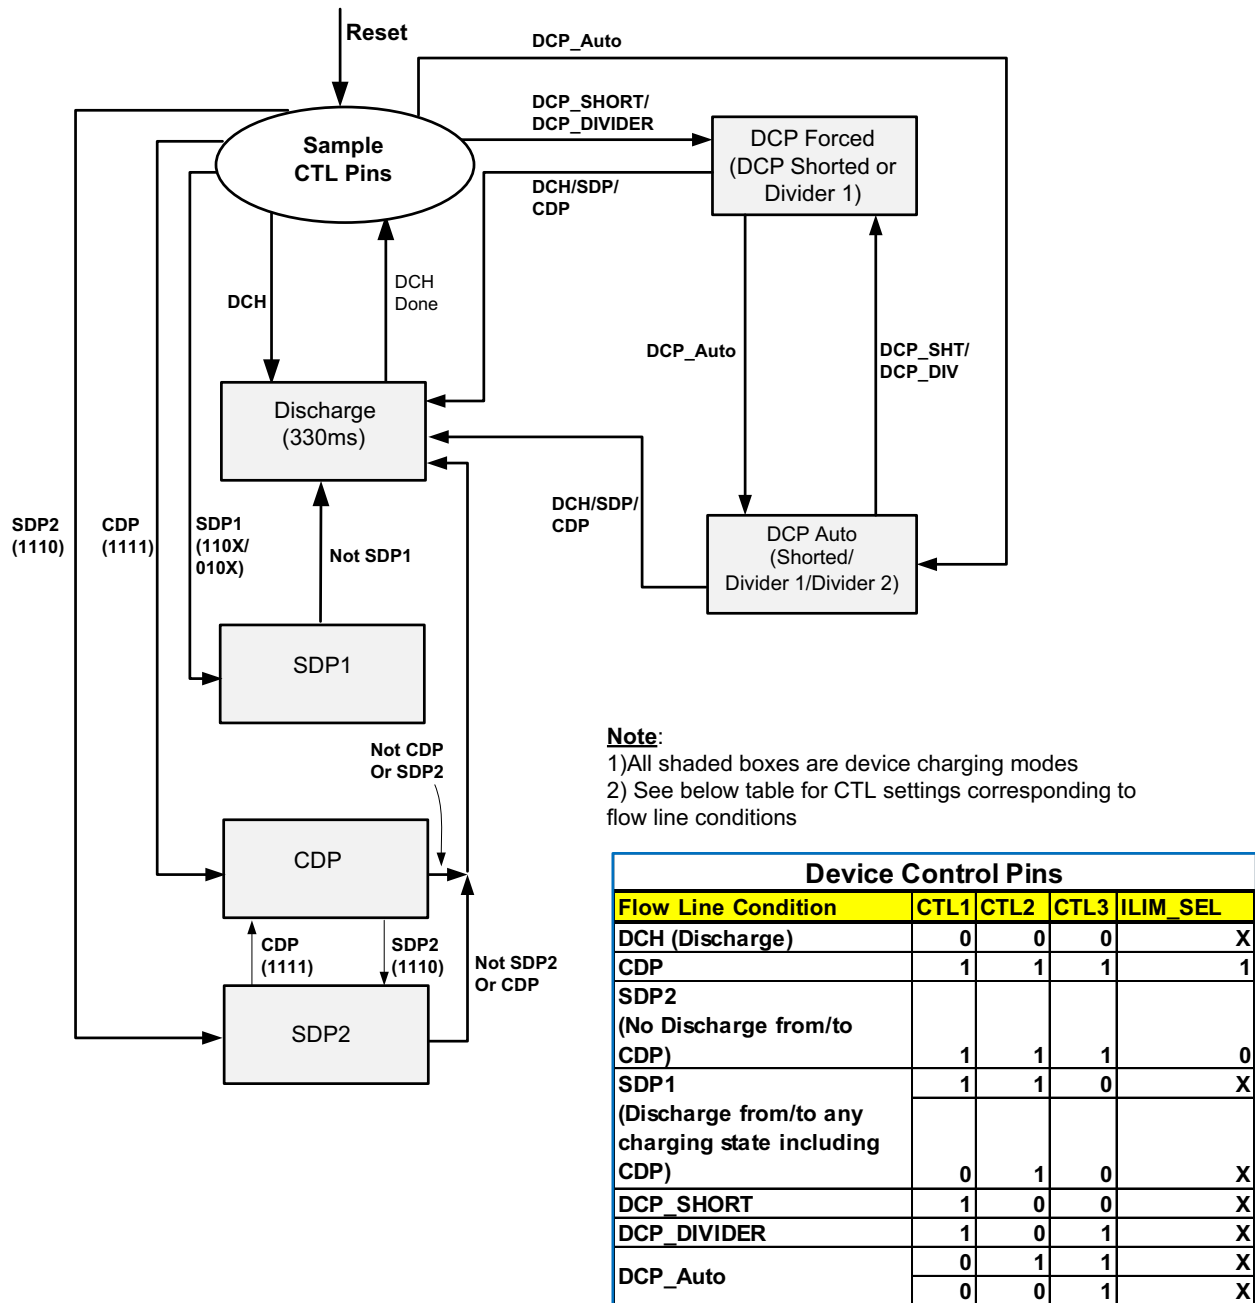 Reset
DCP_Auto
DCP_SHORT/
DCP_DIVIDER
Sample
CTL Pins
DCP Forced
(DCP Shorted or
Divider 1)
DCH/SDP/
CDP
DCH
DCH
Done
DCP_Auto
DCP_SHT/
DCP_DIV
Discharge
(330ms)
SDP2
(1110)
CDP
(1111)
SDP1
(110X/
010X)
Not SDP1
DCH/SDP/
CDP
DCP Auto
(Shorted/
Divider 1/Divider 2)
SDP1
Not CDP
Or SDP2
CDP
CDP
(1111)
SDP2
(1110)
Not SDP2
Or CDP
SDP2
Note:
1)All shaded boxes are device charging modes
2) See below table for CTL settings corresponding to
flow line conditions
Device Control Pins
Flow Line Condition CTL1 CTL2 CTL3 ILIM_SEL
DCH (Discharge) 0 0 0 X
CDP 1 1 1 1
SDP2
(No Discharge from/to
CDP) 1 1 1 0
SDP1 1 1 0 X
(Discharge from/to any
charging state including
CDP) 0 1 0 X
DCP_SHORT 1 0 0 X
DCP_DIVIDER 1 0 1 X
DCP_Auto 0 1 1 X
0 0 1 X